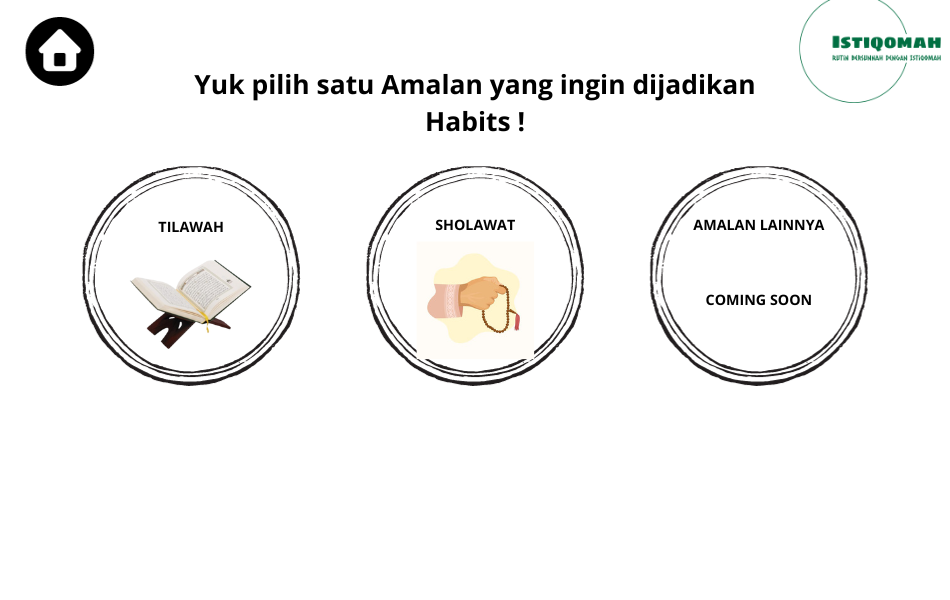 ISTIQOMAH
RUTIN BERSUNNAH DENGAN ISTIQOMAH
Yuk pilih satu Amalan yang ingin dijadikan
Habits !
TILAWAH
SHOLAWAT
AMALAN LAINNYA
COMING SOON